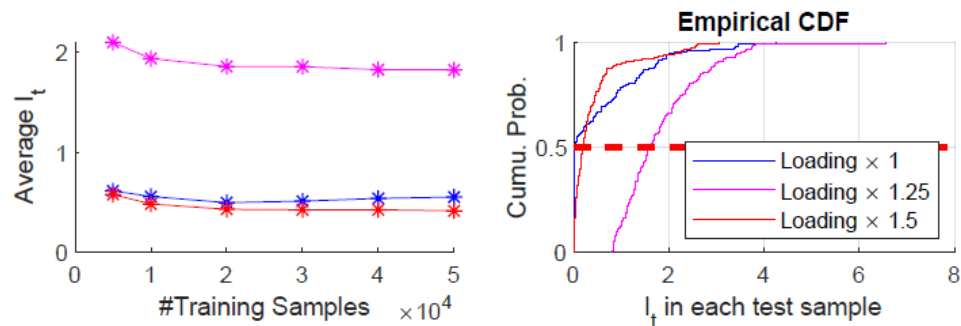 2
1
0
Average I_t
0 1 2 3 4 5
#Training Samples ×10^4
Empirical CDF
1
0.5
0
Cumu. Prob.
Loading × 1
Loading × 1.25
Loading × 1.5
0 2 4 6 8
I_t in each test sample